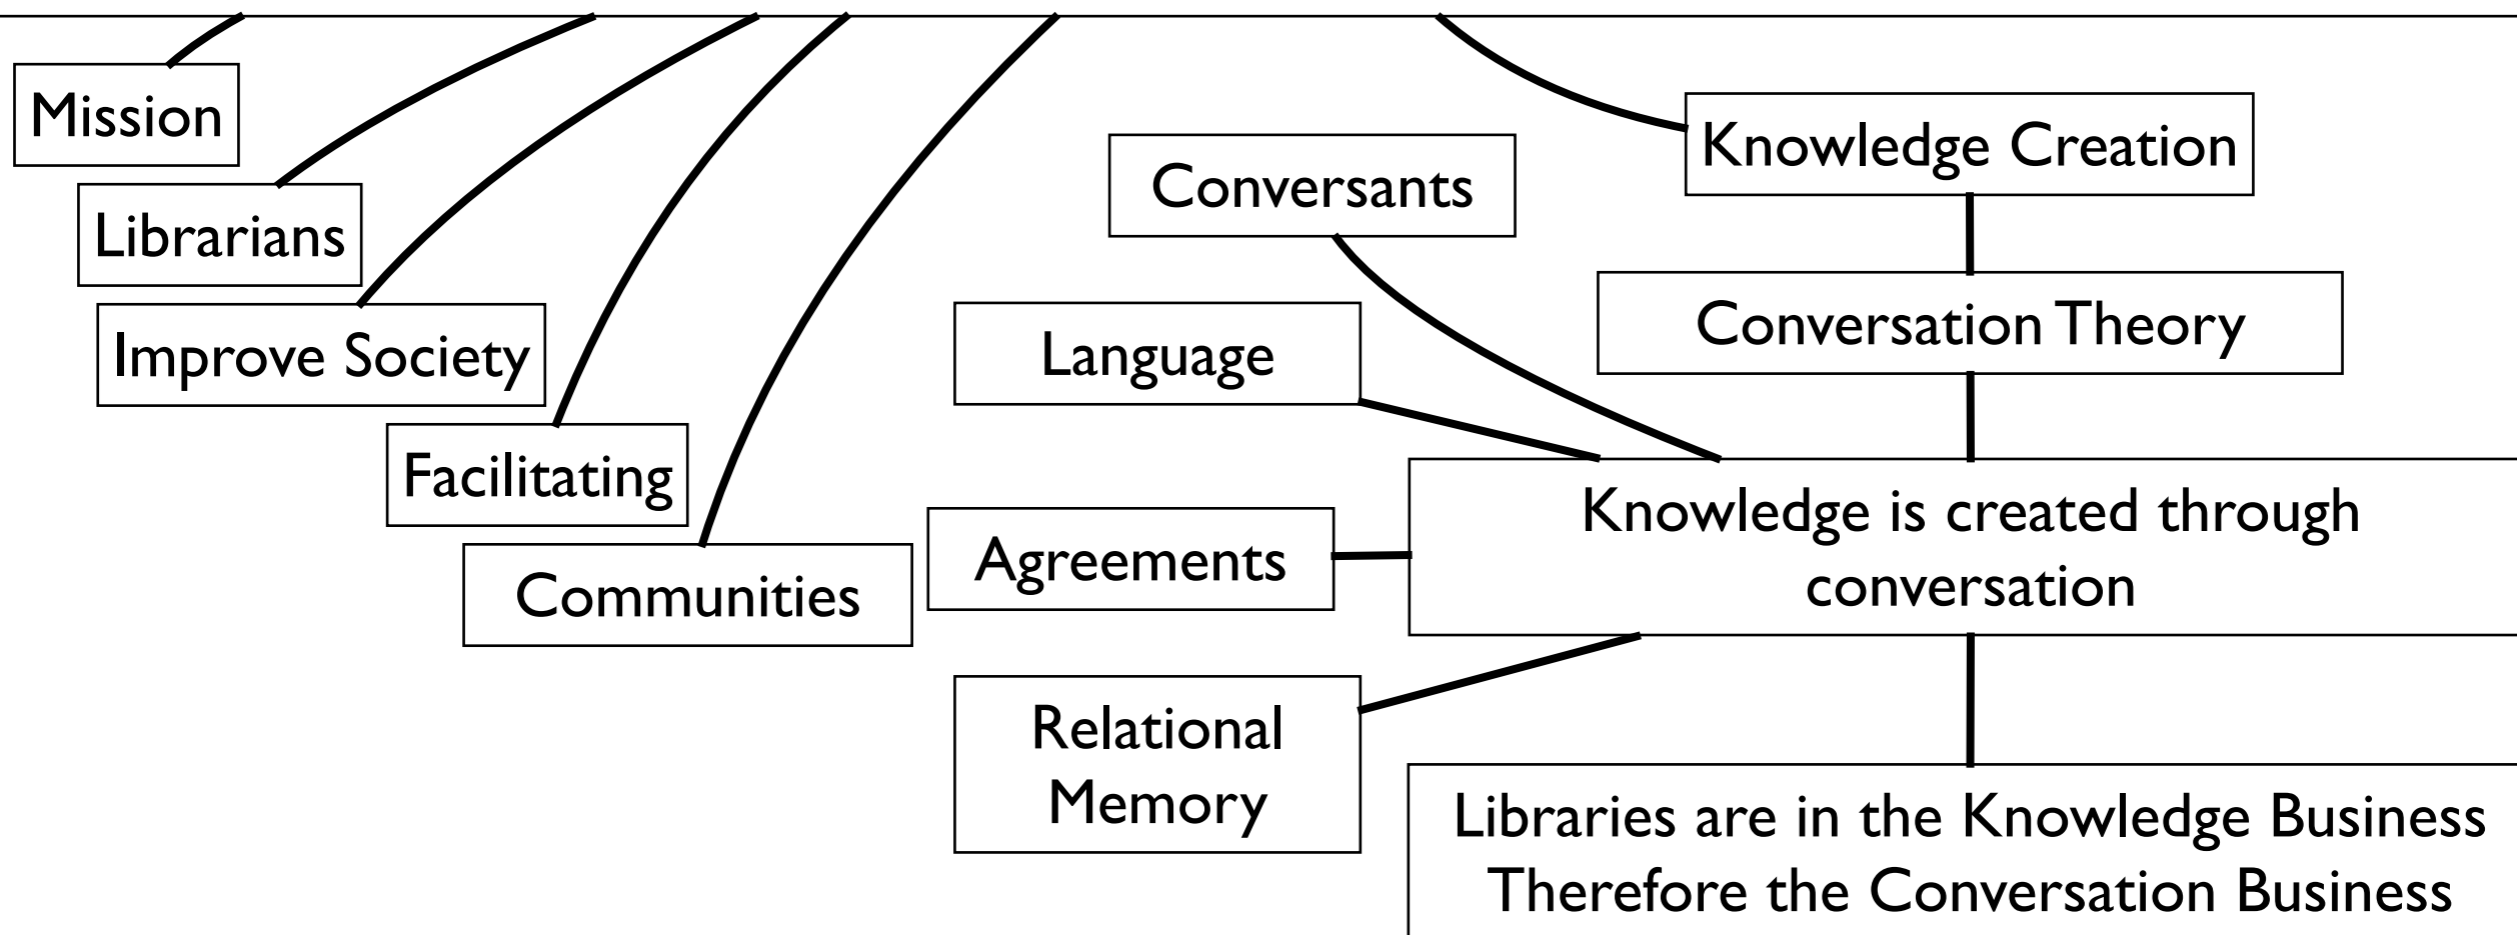 Mission
Librarians
Improve Society
Facilitating
Communities
Conversants
Language
Agreements
Relational
Memory
Knowledge Creation
Conversation Theory
Knowledge is created through
conversation
Libraries are in the Knowledge Business
Therefore the Conversation Business